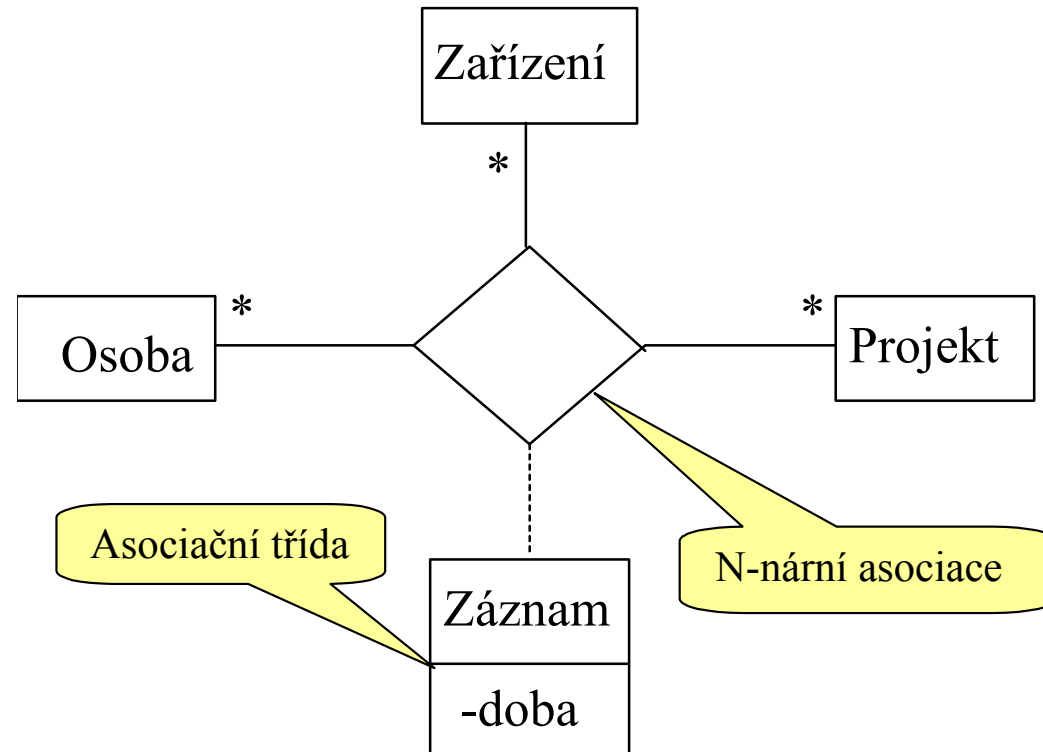 Zařízení
*
*
*
Osoba
Projekt
Asociační třída
N-nární asociace
Záznam
-doba